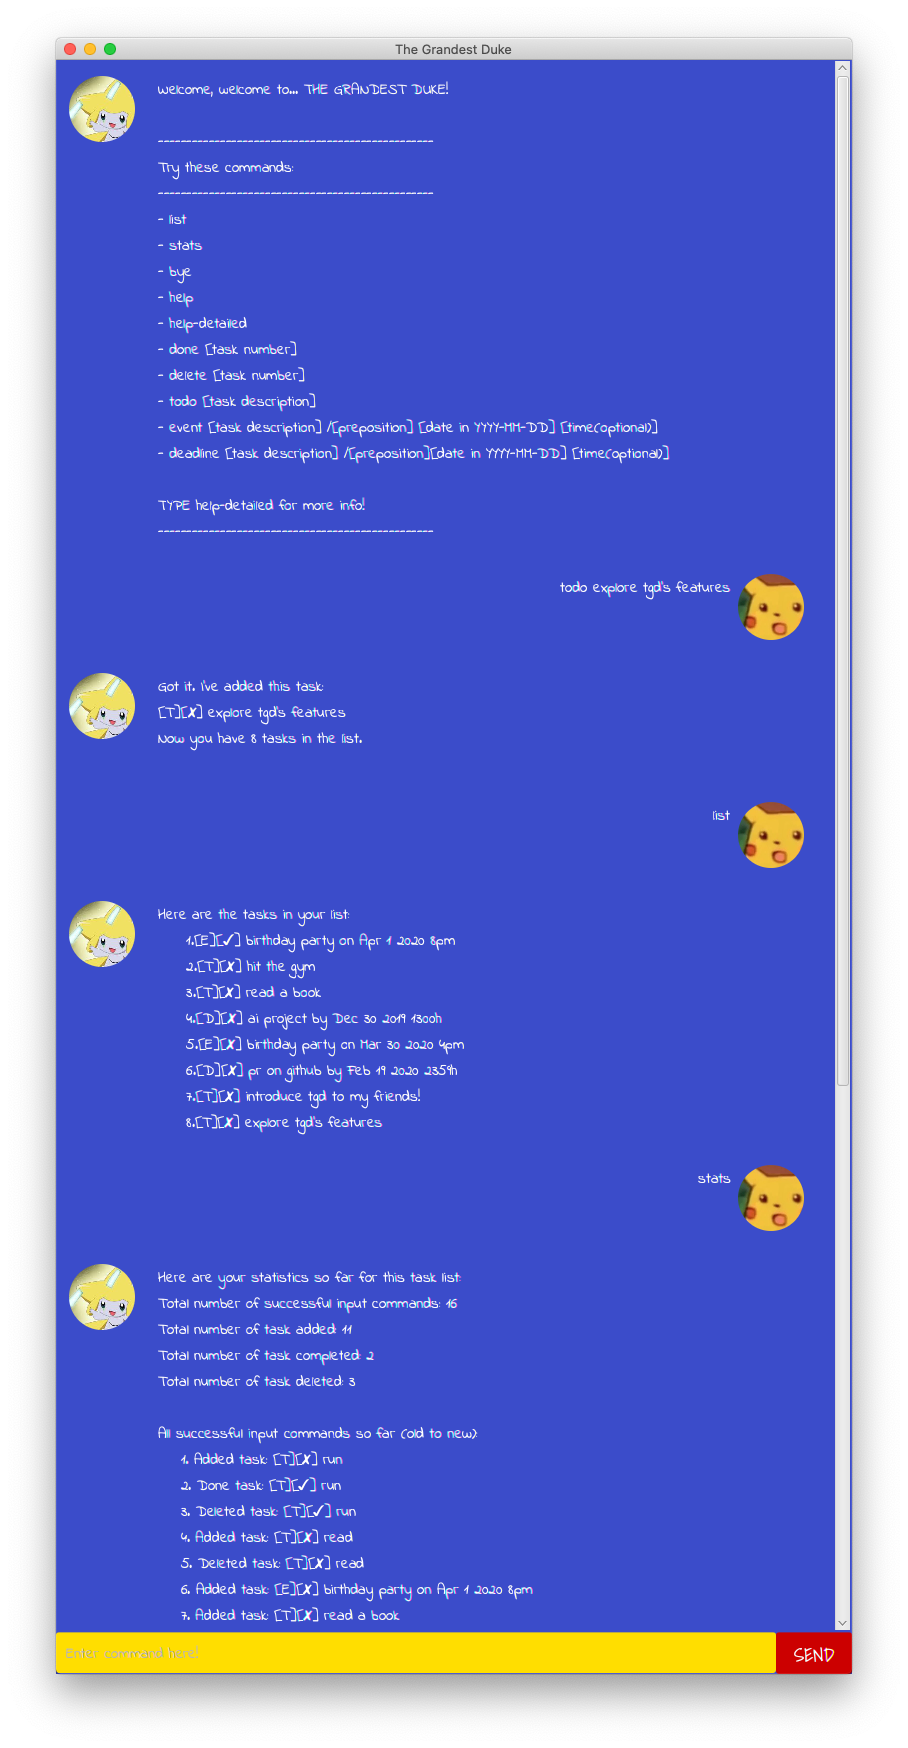 The Grandest Duke
Welcome, welcome to... THE GRANDEST DUKE!
------------------------------------------------
Try these commands:
------------------------------------------------
- list
- stats
- bye
- help
- help-detailed
- done [task number]
- delete [task number]
- todo [task description]
- event [task description] /[preposition] [date in YYYY-MM-DD] [time(optional)]
- deadline [task description] /[preposition][date in YYYY-MM-DD] [time(optional)]
TYPE help-detailed for more info!
------------------------------------------------
todo explore tgd's features
Got it. I've added this task:
[T][✘] explore tgd's features
Now you have 8 tasks in the list.
list
Here are the tasks in your list:
1.[E][✓] birthday party on Apr 1 2020 8pm
2.[T][✘] hit the gym
3.[T][✘] read a book
4.[D][✘] ai project by Dec 30 2019 1300h
5.[E][✘] birthday party on Mar 30 2020 4pm
6.[D][✘] pr on github by Feb 19 2020 2359h
7.[T][✘] introduce tgd to my friends!
8.[T][✘] explore tgd's features
stats
Here are your statistics so far for this task list:
Total number of successful input commands: 16
Total number of task added: 11
Total number of task completed: 2
Total number of task deleted: 3
All successful input commands so far (old to new):
1. Added task: [T][✘] run
2. Done task: [T][✓] run
3. Deleted task: [T][✓] run
4. Added task: [T][✘] read
5. Deleted task: [T][✘] read
6. Added task: [E][✘] birthday party on Apr 1 2020 8pm
7. Added task: [T][✘] read a book
Enter command here!
SEND